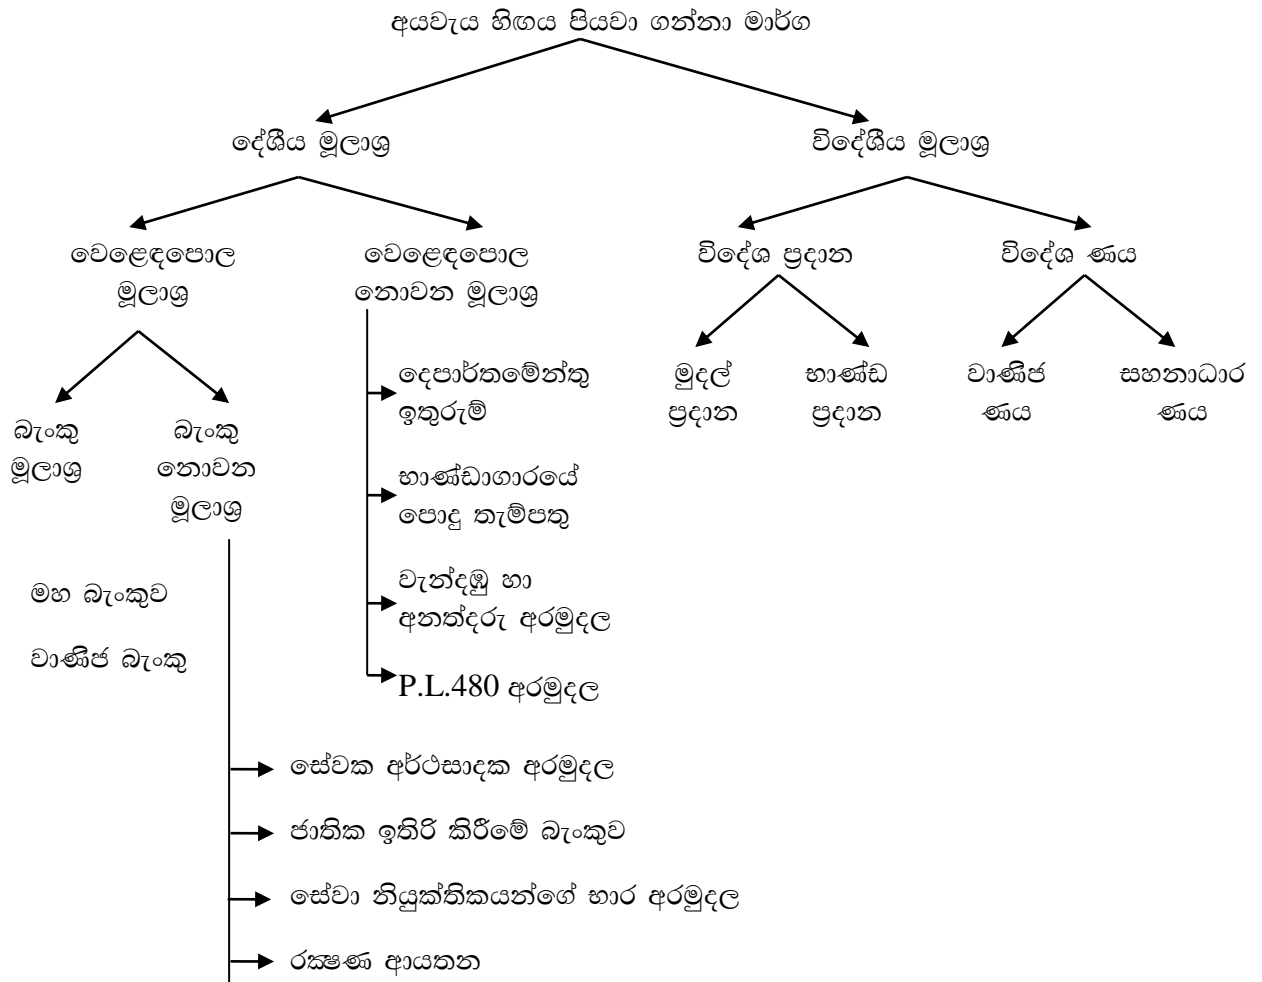 අයවැය හිඟය පියවා ගන්නා මාර්ග
දේශීය මූලාශ්‍ර
විදේශීය මූලාශ්‍ර
වෙළෙඳපොල
මූලාශ්‍ර
වෙළෙඳපොල
නොවන මූලාශ්‍ර
විදේශ ප්‍රදාන
විදේශ ණය
බැංකු
මූලාශ්‍ර
බැංකු
නොවන
මූලාශ්‍ර
දෙපාර්තමේන්තු
ඉතුරුම්
භාණ්ඩාගාරයේ
පොදු තැම්පතු
වැන්දඹු හා
අනත්දරු අරමුදල
P.L.480 අරමුදල
මුදල්
ප්‍රදාන
භාණ්ඩ
ප්‍රදාන
වාණිජ
ණය
සහනාධාර
ණය
මහ බැංකුව
වාණිජ බැංකු
සේවක අර්ථසාදක අරමුදල
ජාතික ඉතිරි කිරීමේ බැංකුව
සේවා නියුක්තිකයන්ගේ භාර අරමුදල
රක්‍ෂණ ආයතන